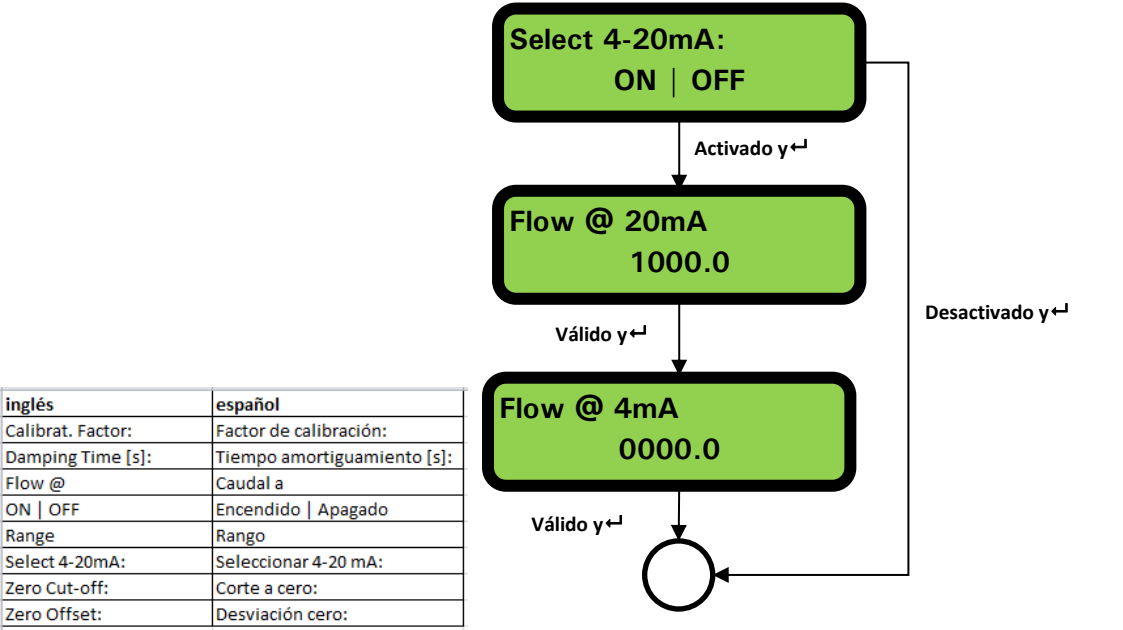 Select 4-20mA:
ON | OFF
Activado y↵
Flow @ 20mA
1000.0
Desactivado y↵
Válido y↵
Flow @ 4mA
0000.0
Válido y↵
inglés español
Calibrat. Factor: Factor de calibración:
Damping Time [s]: Tiempo amortiguamiento [s]:
Flow @ Caudal a
ON | OFF Encendido | Apagado
Range Rango
Select 4-20mA: Seleccionar 4-20 mA:
Zero Cut-off: Corte a cero:
Zero Offset: Desviación cero: